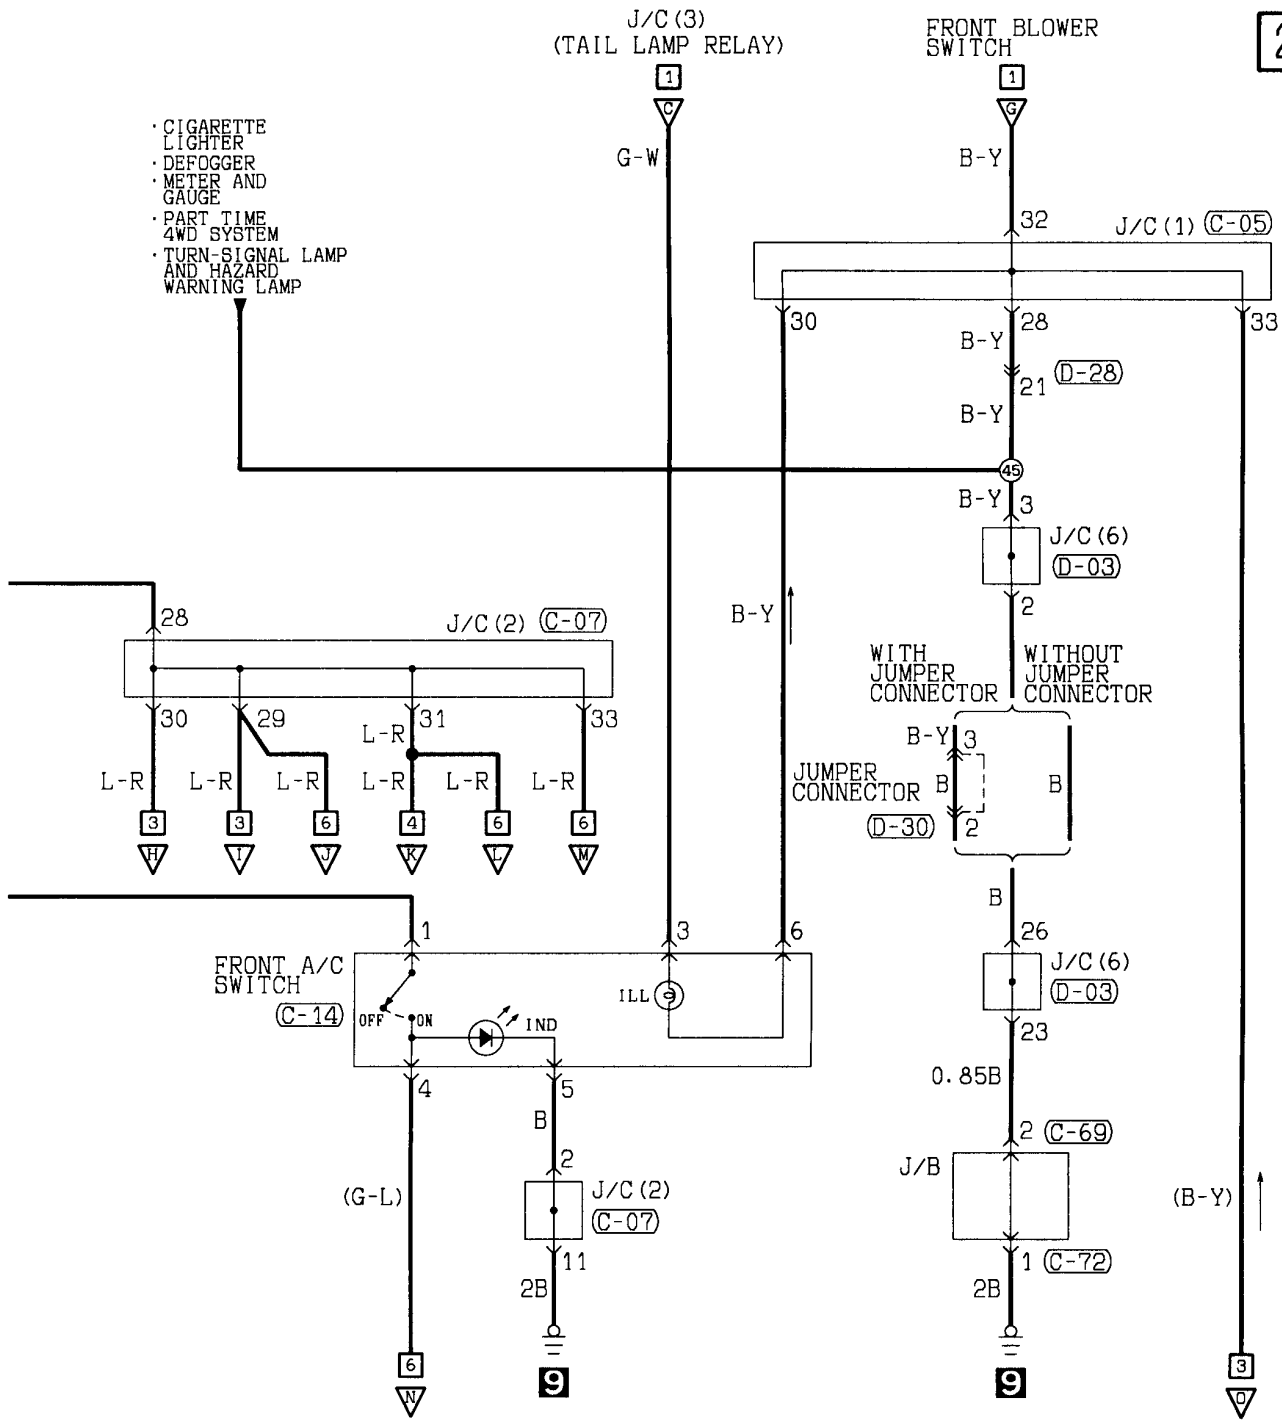 J/C(3)
(TAIL LAMP RELAY)
FRONT BLOWER
SWITCH
2
1
1
C
G
· CIGARETTE
LIGHTER
· DEFOGGER
· METER AND
GAUGE
· PART TIME
4WD SYSTEM
· TURN-SIGNAL LAMP
AND HAZARD
WARNING LAMP
G-W
B-Y
32
J/C(1) C-05
30
28
33
B-Y
21
D-28
B-Y
45
B-Y
3
J/C(6)
D-03
2
B-Y
28
J/C(2) C-07
30
29
31
33
L-R
L-R
L-R
L-R
L-R
L-R
L-R
3
3
6
4
6
6
H
I
J
K
L
M
WITH
JUMPER
CONNECTOR
WITHOUT
JUMPER
CONNECTOR
B-Y
3
JUMPER
CONNECTOR
B
B
D-30
2
B
26
J/C(6)
D-03
23
0.85B
2 C-69
J/B
1 C-72
2B
9
1
3
6
FRONT A/C
SWITCH
C-14
OFF
ON
IND
ILL
4
5
B
2
J/C(2)
C-07
11
2B
9
(G-L)
6
N
(B-Y)
3
O